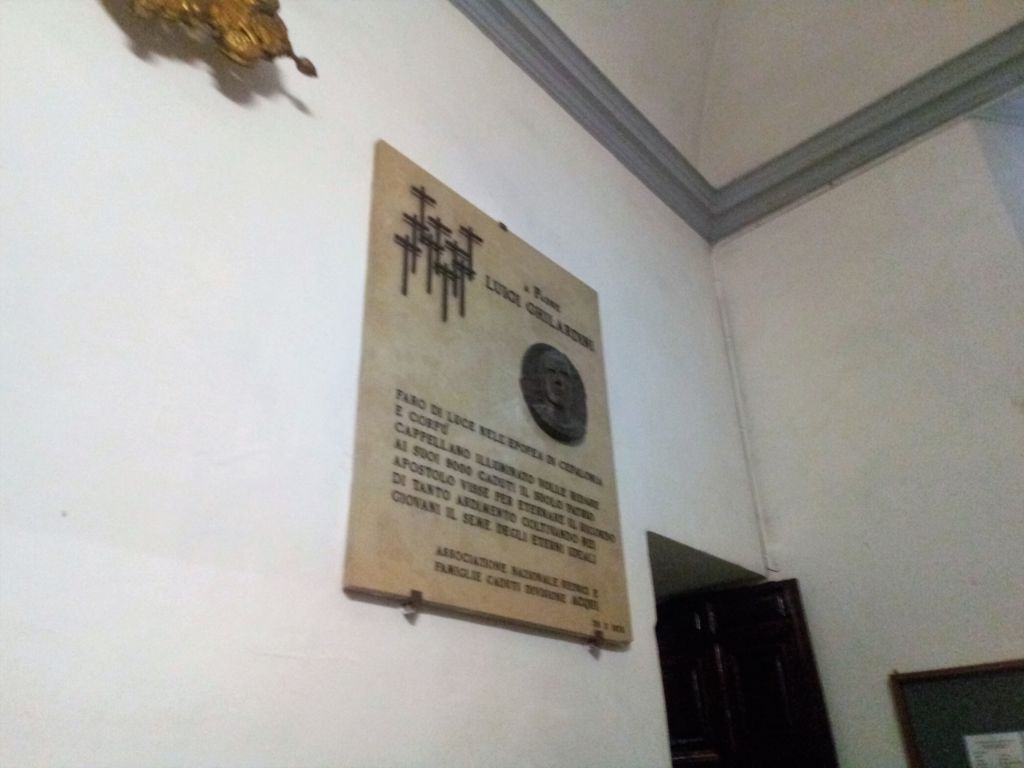 A PADRE
LUIGI GHILARDINI
FARO DI LUCE NELL'EPOPEA DI CEFALONIA
E CORFÙ
CAPPELLANO ILLUMINATO VOLLE RIDARE
AI SUOI 9000 CADUTI IL SUOLO PATRIO
APOSTOLO VISSE PER ETERNARE IL RICORDO
DI TANTO ARDIMENTO COLTIVANDO NEI
GIOVANI IL SEME DEGLI ETERNI IDEALI
ASSOCIAZIONE NAZIONALE REDUCI E
FAMIGLIE CADUTI DIVISIONE ACQUI